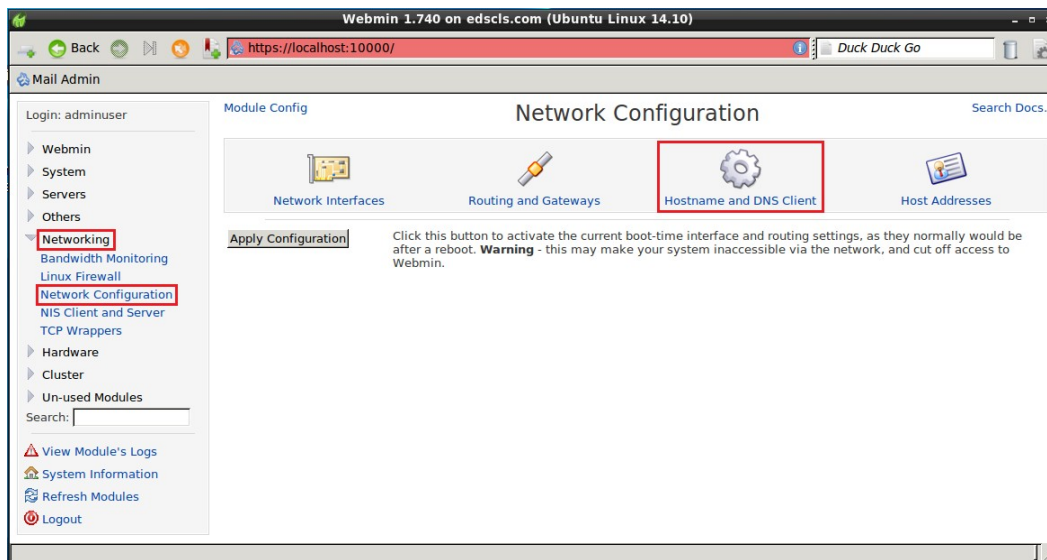 Webmin 1.740 on edscls.com (Ubuntu Linux 14.10)
Back
https://localhost:10000/
Duck Duck Go
Mail Admin
Login: adminuser
Webmin
System
Servers
Others
Networking
Bandwidth Monitoring
Linux Firewall
Network Configuration
NIS Client and Server
TCP Wrappers
Hardware
Cluster
Un-used Modules
Search:
View Module's Logs
System Information
Refresh Modules
Logout
Module Config
Network Configuration
Search Docs.
Network Interfaces
Routing and Gateways
Hostname and DNS Client
Host Addresses
Apply Configuration
Click this button to activate the current boot-time interface and routing settings, as they normally would be
after a reboot. Warning - this may make your system inaccessible via the network, and cut off access to
Webmin.